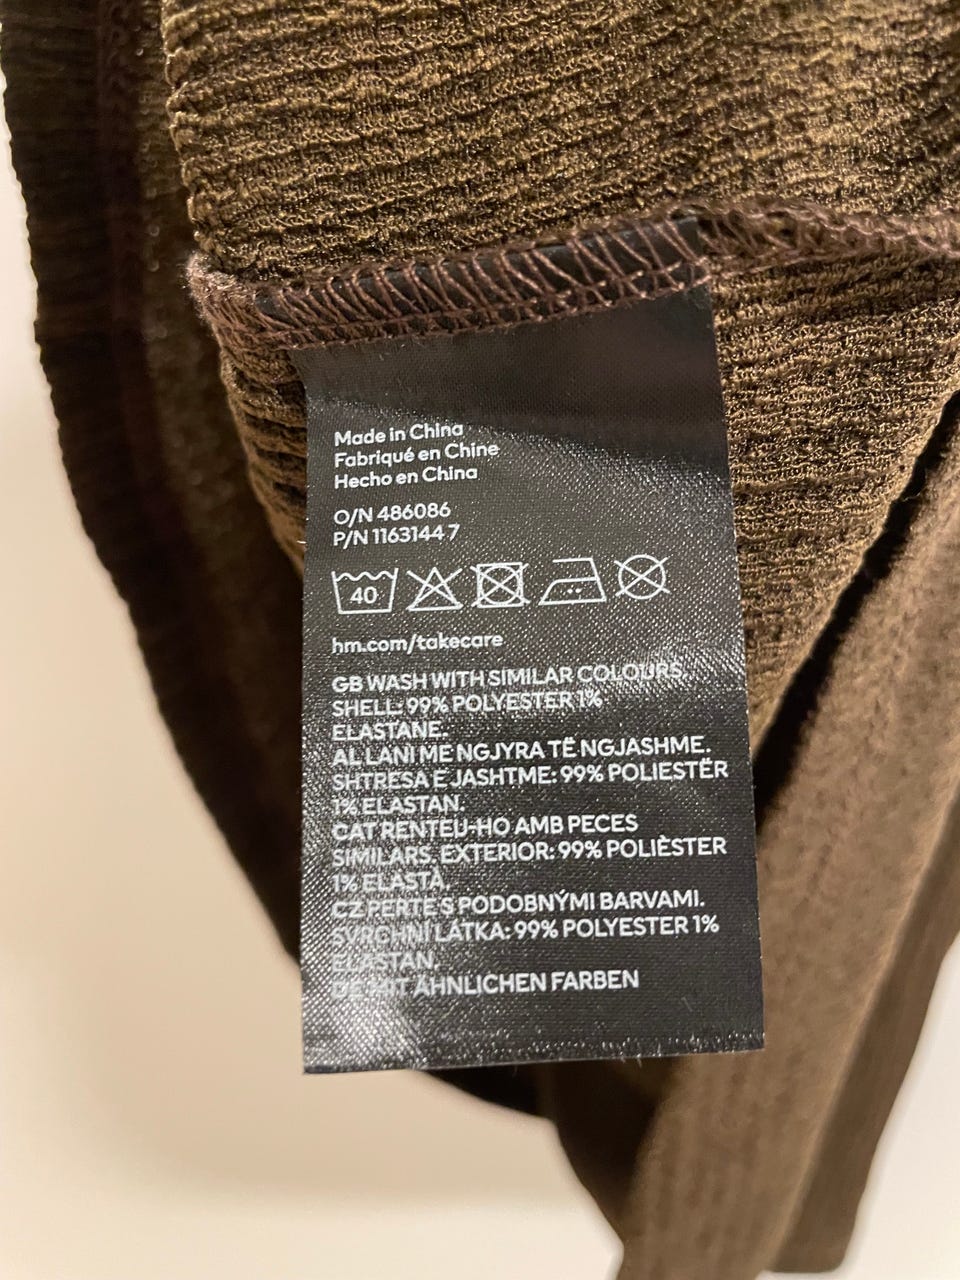 Made in China
Fabriqué en Chine
Hecho en China
O/N 486086
P/N 1163144 7
40
hm.com/takecare
GB WASH WITH SIMILAR COLOURS.
SHELL: 99% POLYESTER 1%
ELASTANE.
AL LANI ME NGJYRA TË NGJASHME.
SHTRESA E JASHTME: 99% POLIESTËR
1% ELASTAN.
CAT RENTEU-HO AMB PECES
SIMILARS. EXTERIOR: 99% POLIÈSTER
1% ELASTÀ.
CZ PERTE S PODOBNÝMI BARVAMI.
SVRCHNÍ LÁTKA: 99% POLYESTER 1%
ELASTAN.
DE MIT ÄHNLICHEN FARBEN